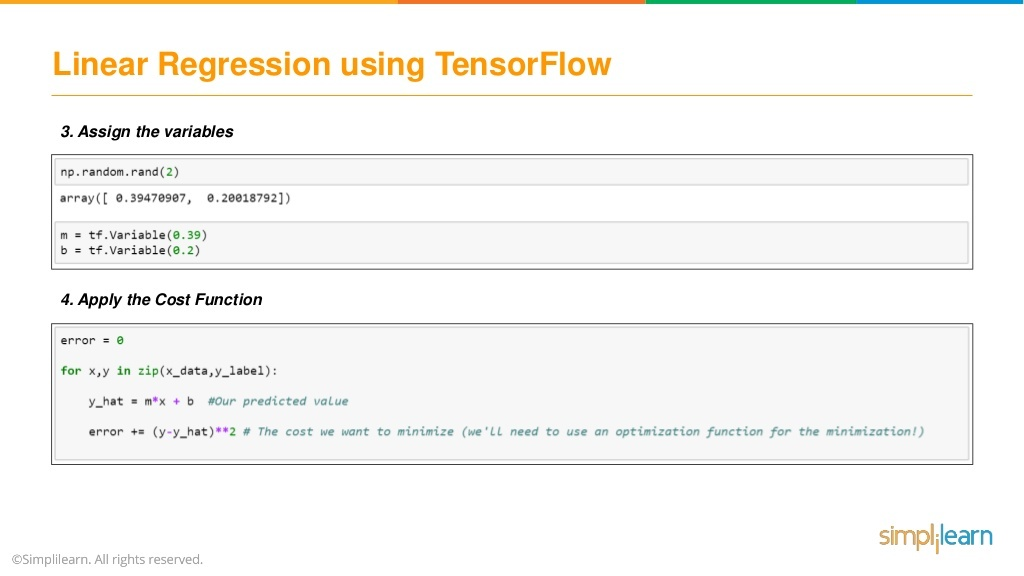 Linear Regression using TensorFlow
3. Assign the variables
np.random.rand(2)
array([ 0.39470907,  0.20018792])
m = tf.Variable(0.39)
b = tf.Variable(0.2)
4. Apply the Cost Function
error = 0
for x,y in zip(x_data,y_label):
y_hat = m*x + b  #Our predicted value
error += (y-y_hat)**2 # The cost we want to minimize (we'll need to use an optimization function for the minimization!)
simplilearn
©Simplilearn. All rights reserved.